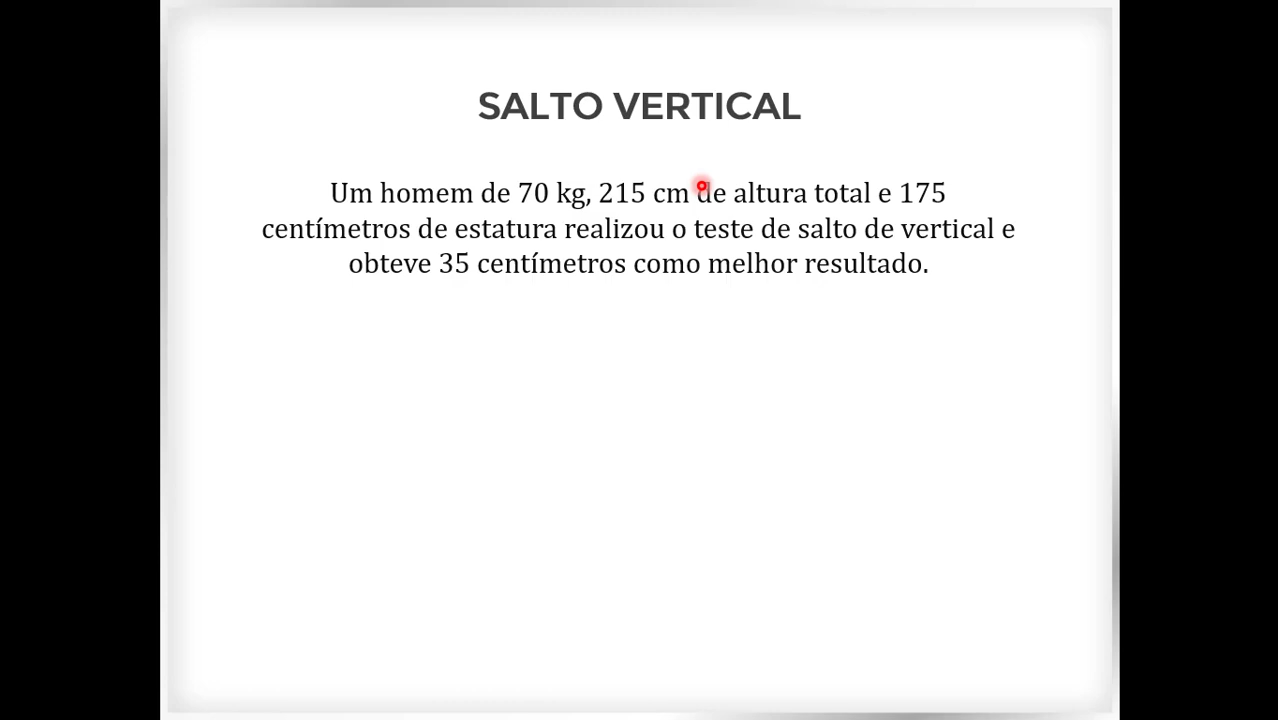 SALTO VERTICAL
Um homem de 70 kg, 215 cm de altura total e 175
centímetros de estatura realizou o teste de salto de vertical e
obteve 35 centímetros como melhor resultado.